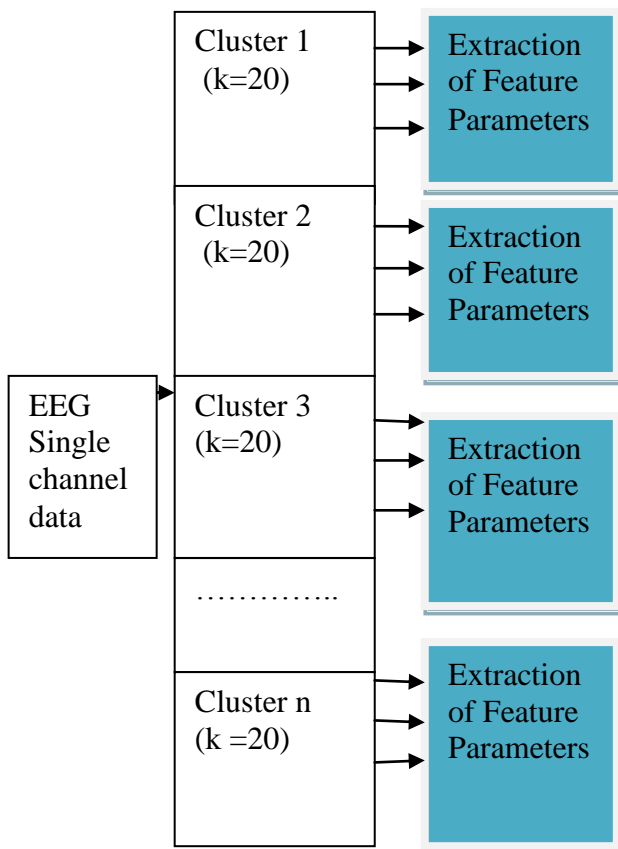 Cluster 1
(k=20)
Extraction
of Feature
Parameters
Cluster 2
(k=20)
Extraction
of Feature
Parameters
EEG
Single
channel
data
Cluster 3
(k=20)
Extraction
of Feature
Parameters
…………..
Cluster n
(k =20)
Extraction
of Feature
Parameters